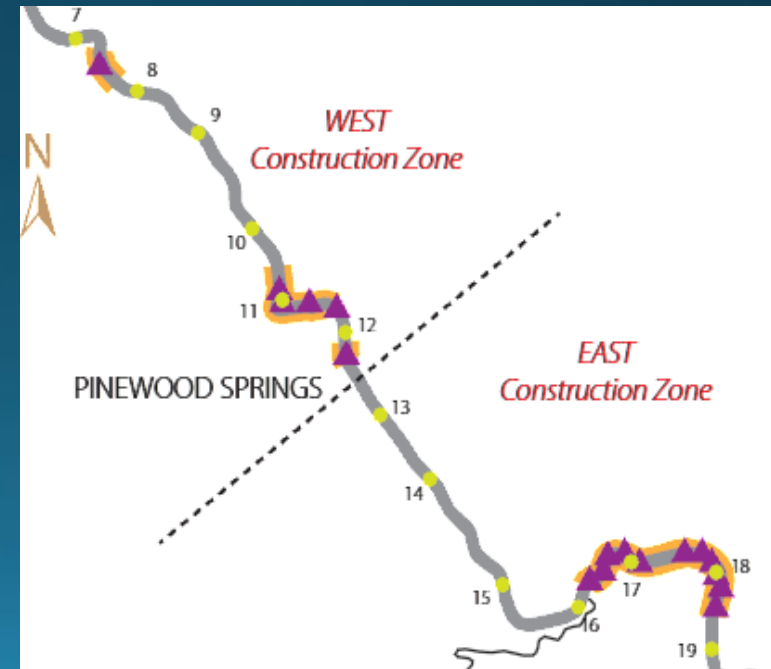 7
8
9
WEST
Construction Zone
N
10
11
12
EAST
Construction Zone
PINEWOOD SPRINGS
13
14
15
16
17
18
19